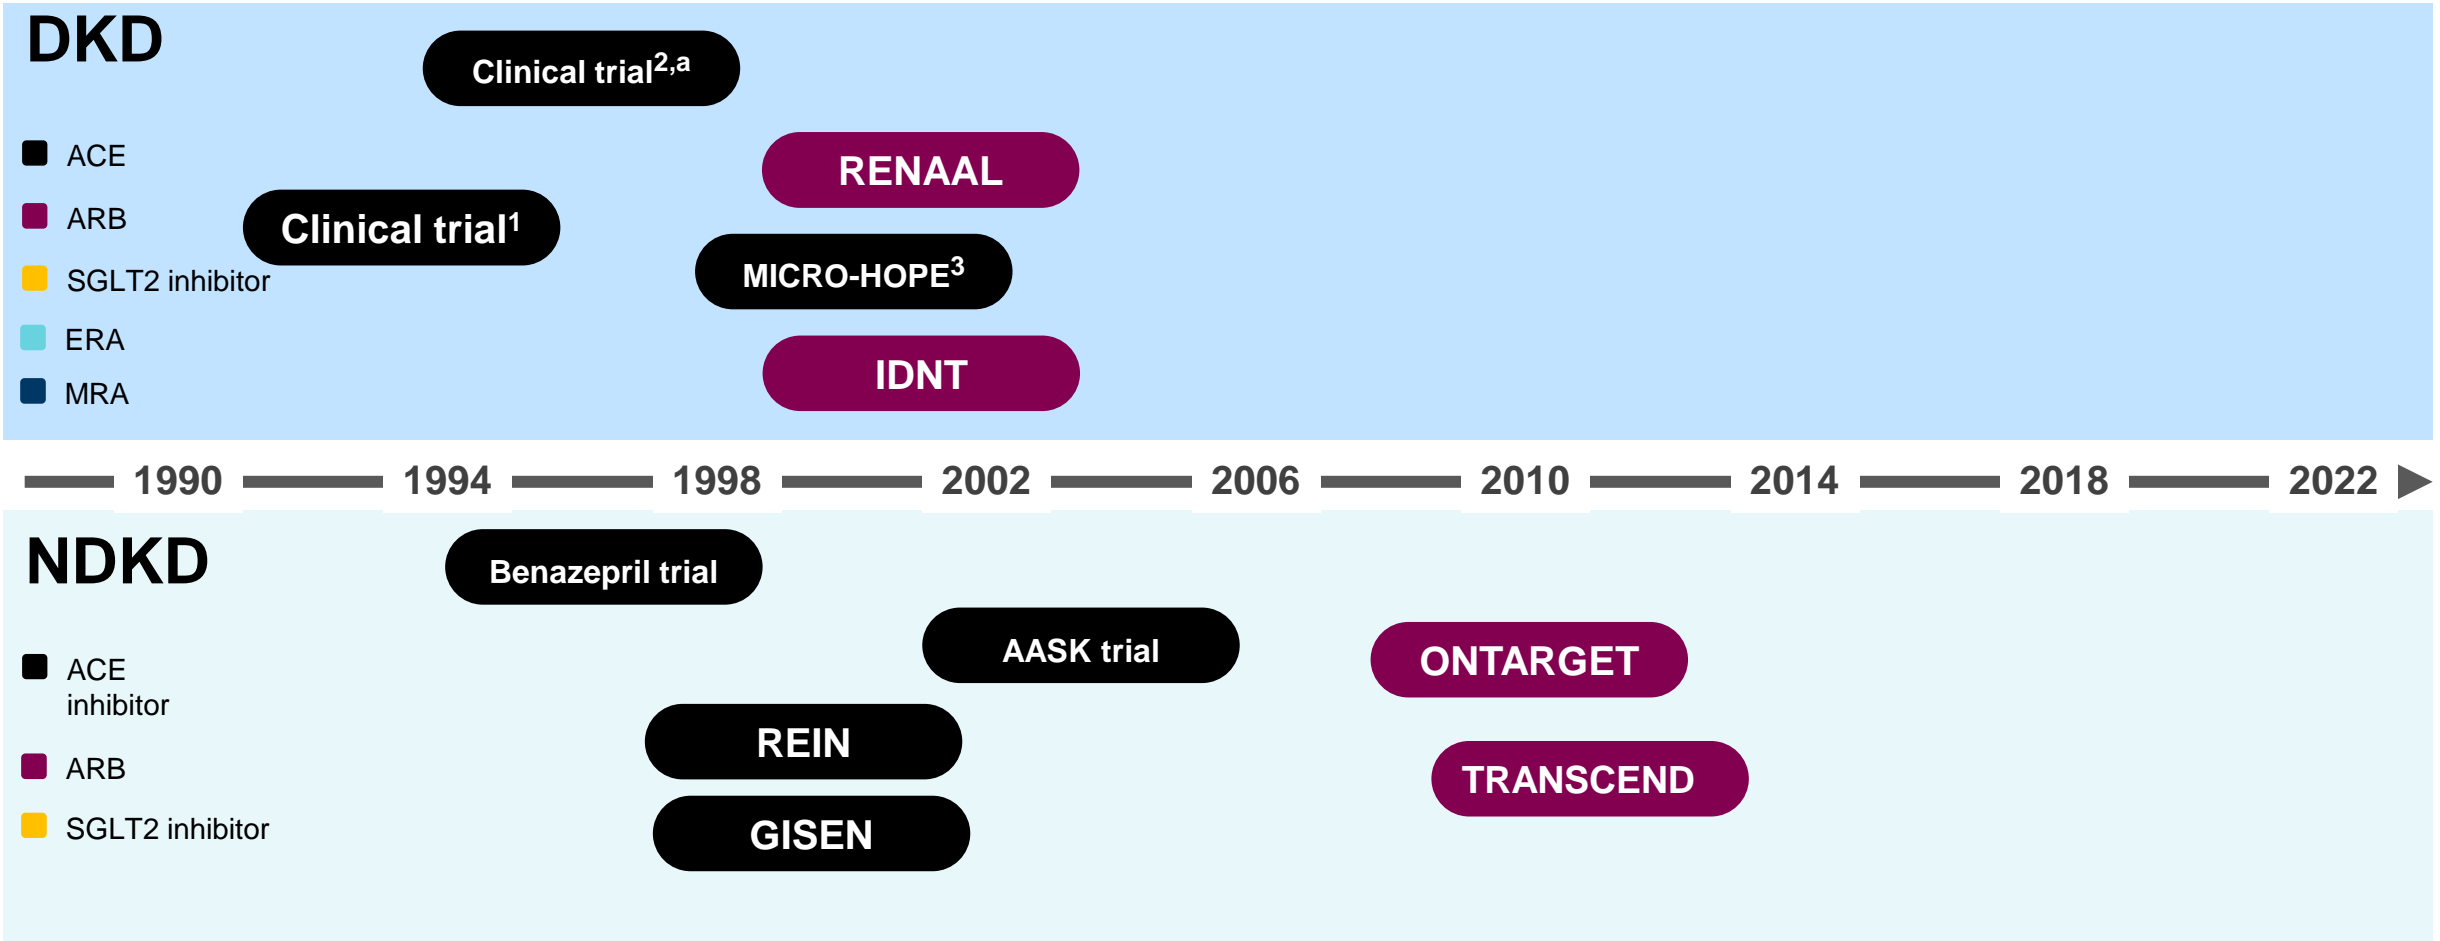 DKD
Clinical trial2,a
ACE
RENAAL
ARB
Clinical trial1
SGLT2 inhibitor
MICRO-HOPE3
ERA
IDNT
MRA
1990 1994 1998 2002 2006 2010 2014 2018 2022
NDKD
Benazepril trial
AASK trial
ONTARGET
ACE
inhibitor
REIN
ARB
TRANSCEND
SGLT2 inhibitor
GISEN